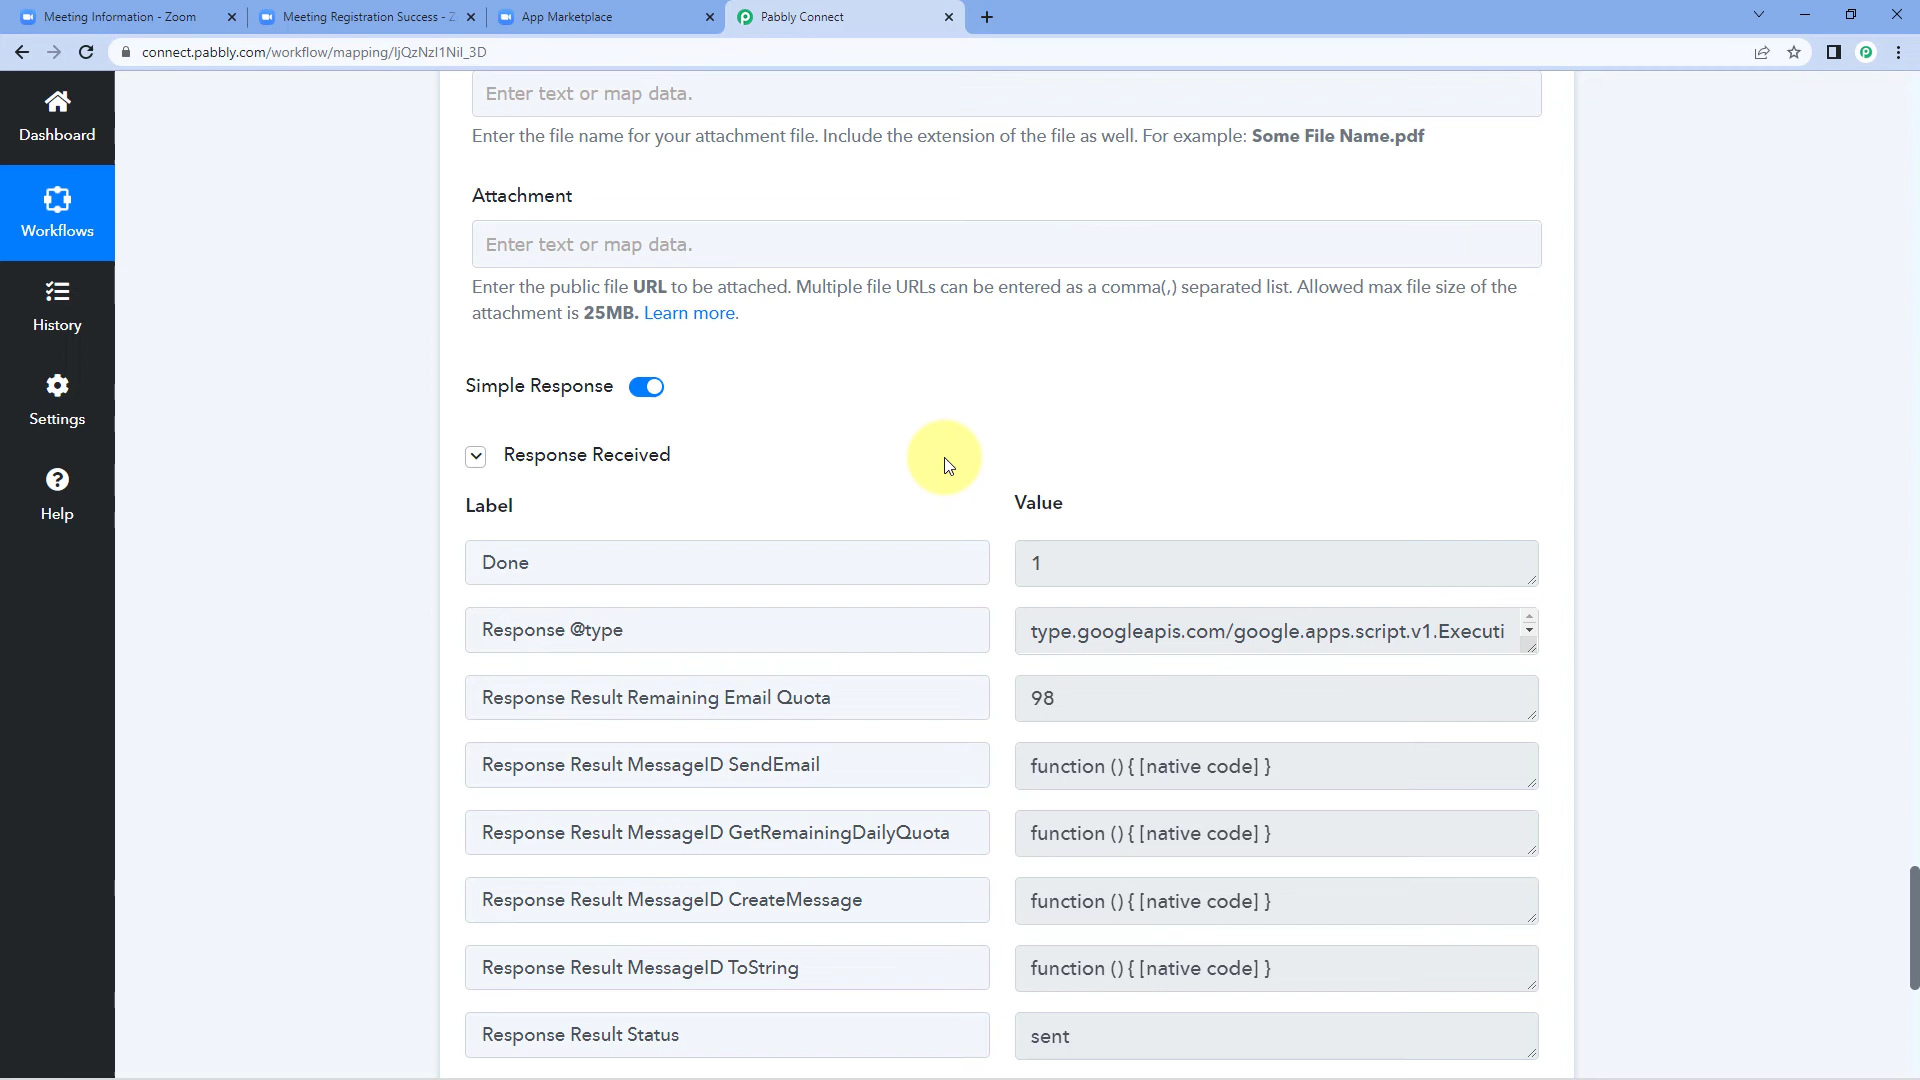 Meeting Information - Zoom
Meeting Registration Success - Z
App Marketplace
Pabbly Connect
connect.pabbly.com/workflow/mapping/IjQzNzI1NiI_3D
Dashboard
Workflows
History
Settings
Help
Enter text or map data.
Enter the file name for your attachment file. Include the extension of the file as well. For example: Some File Name.pdf
Attachment
Enter text or map data.
Enter the public file URL to be attached. Multiple file URLs can be entered as a comma(,) separated list. Allowed max file size of the
attachment is 25MB. Learn more.
Simple Response
Response Received
Label Value
Done 1
Response @type type.googleapis.com/google.apps.script.v1.Executi
Response Result Remaining Email Quota 98
Response Result MessageID SendEmail function () { [native code] }
Response Result MessageID GetRemainingDailyQuota function () { [native code] }
Response Result MessageID CreateMessage function () { [native code] }
Response Result MessageID ToString function () { [native code] }
Response Result Status sent